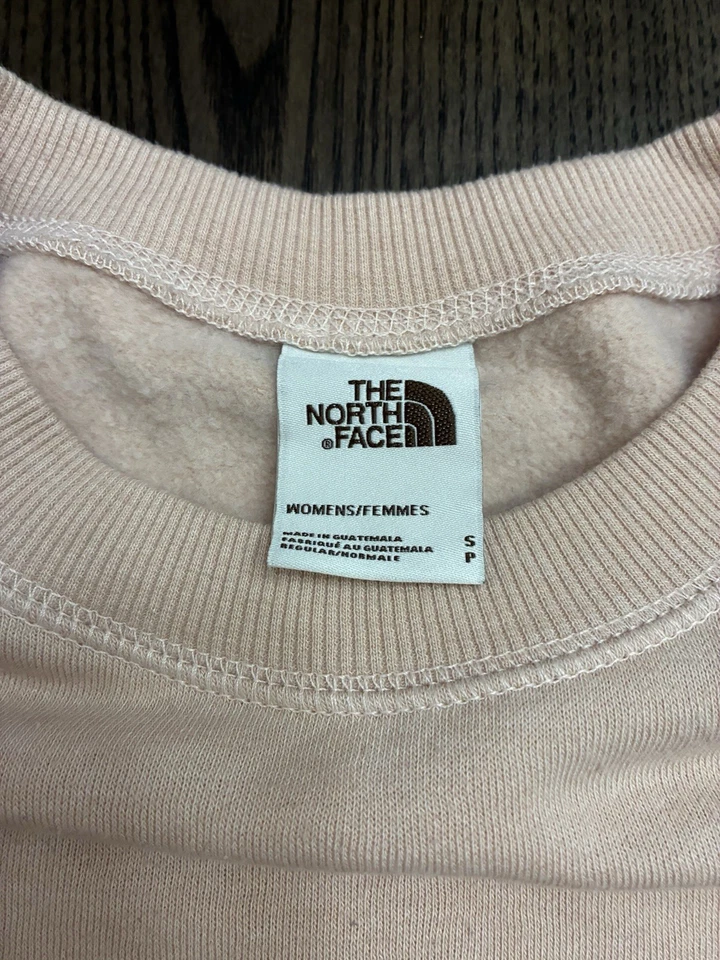 THE
NORTH
®FACE
WOMENS/FEMMES
MADE IN GUATEMALA
FABRIQUÉ AU GUATEMALA
REGULAR/NORMALE
S
P